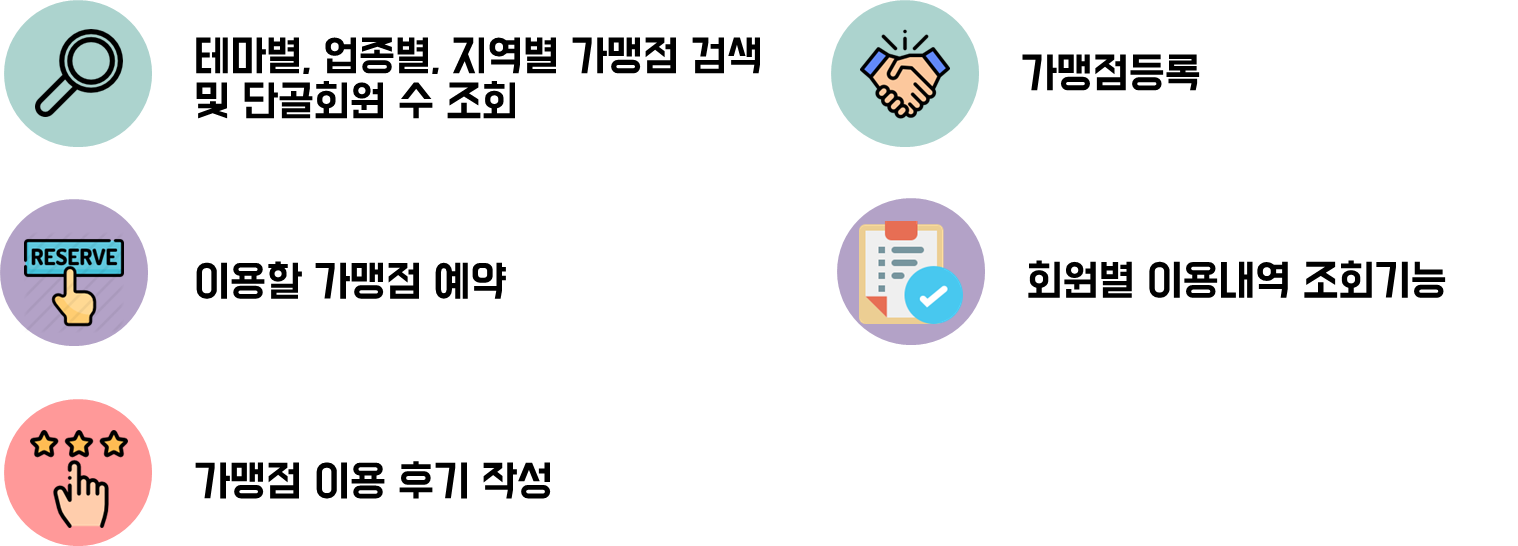 테마별, 업종별, 지역별 가맹점 검색
및 단골회원 수 조회
가맹점등록
RESERVE
이용할 가맹점 예약
회원별 이용내역 조회기능
가맹점 이용 후기 작성